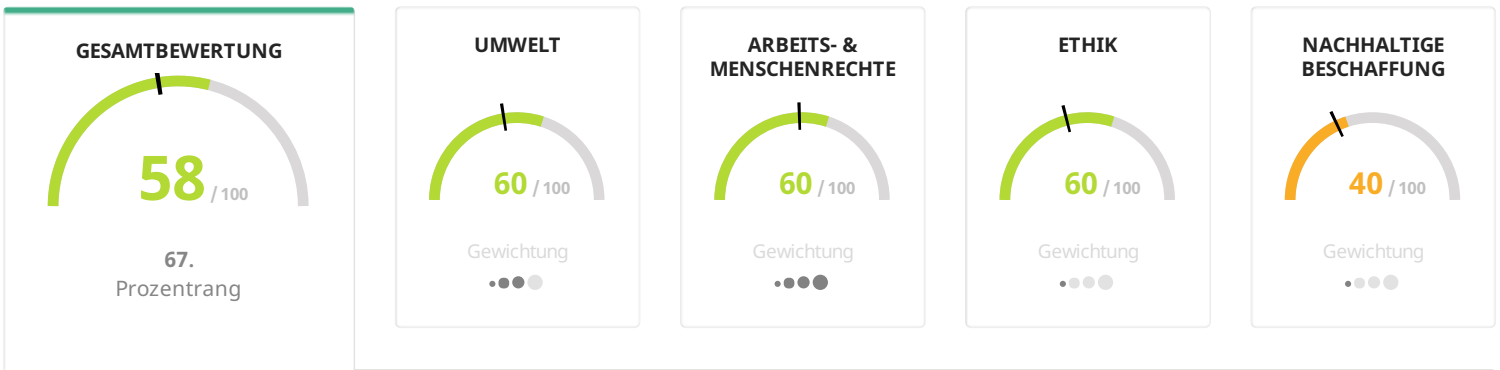 GESAMTBEWERTUNG
58 / 100
67.
Prozentrang
UMWELT
60 / 100
Gewichtung
ARBEITS- &
MENSCHENRECHTE
60 / 100
Gewichtung
ETHIK
60 / 100
Gewichtung
NACHHALTIGE
BESCHAFFUNG
40 / 100
Gewichtung